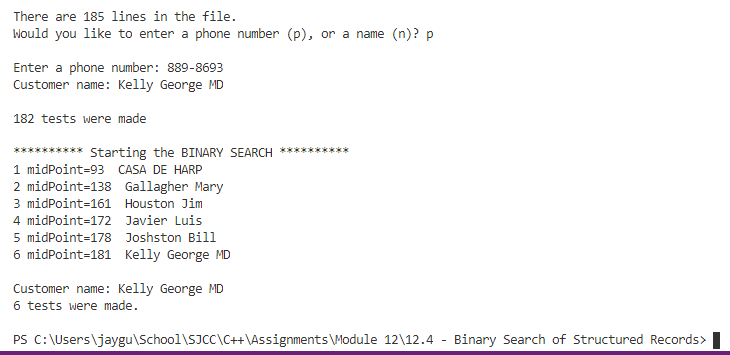 There are 185 lines in the file.
Would you like to enter a phone number (p), or a name (n)? p
Enter a phone number: 889-8693
Customer name: Kelly George MD
182 tests were made
********** Starting the BINARY SEARCH **********
1 midPoint=93  CASA DE HARP
2 midPoint=138  Gallagher Mary
3 midPoint=161  Houston Jim
4 midPoint=172  Javier Luis
5 midPoint=178  Joshston Bill
6 midPoint=181  Kelly George MD
Customer name: Kelly George MD
6 tests were made.
PS C:\Users\jaygu\School\SJCC\C++\Assignments\Module 12\12.4 - Binary Search of Structured Records>